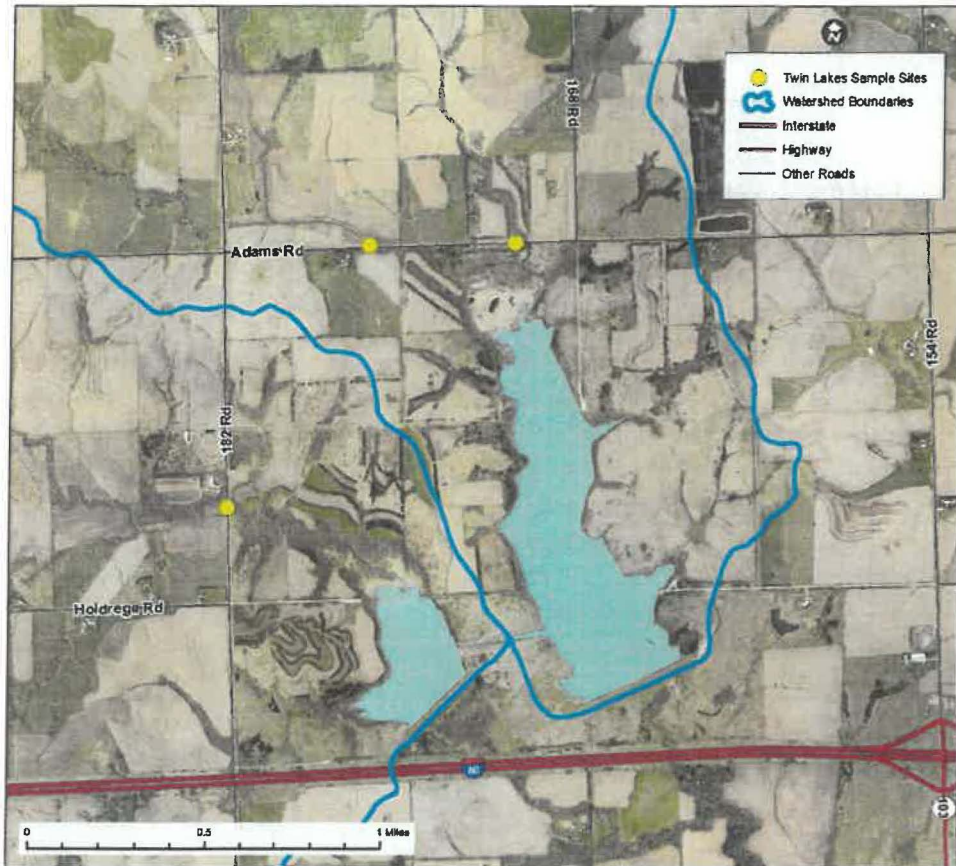 Twin Lakes Sample Sites
Watershed Boundaries
Interstate
Highway
Other Roads
168 Rd
Adams Rd
154 Rd
182 Rd
Holdrege Rd
80
103
0 0.5 1 Miles